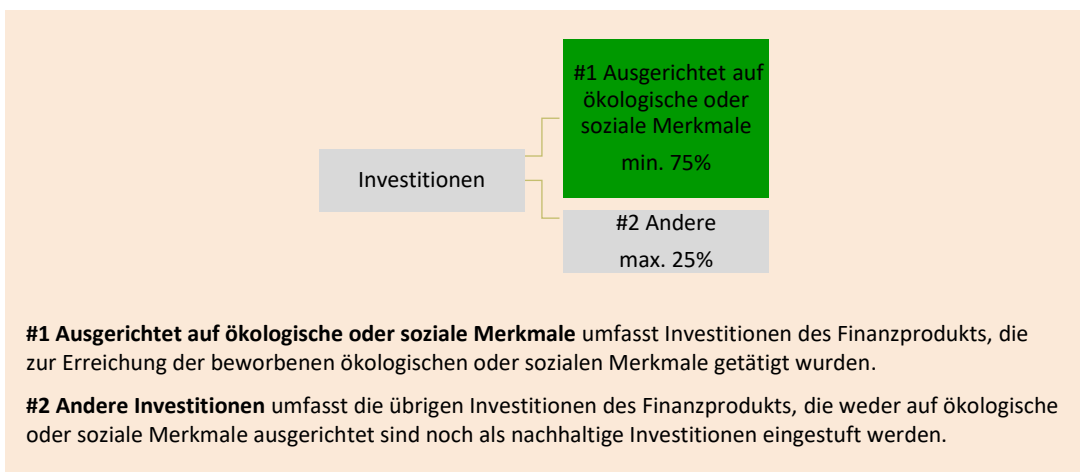 #1 Ausgerichtet auf
ökologische oder
soziale Merkmale
min. 75%
Investitionen
#2 Andere
max. 25%
#1 Ausgerichtet auf ökologische oder soziale Merkmale umfasst Investitionen des Finanzprodukts, die
zur Erreichung der beworbenen ökologischen oder sozialen Merkmale getätigt wurden.
#2 Andere Investitionen umfasst die übrigen Investitionen des Finanzprodukts, die weder auf ökologische
oder soziale Merkmale ausgerichtet sind noch als nachhaltige Investitionen eingestuft werden.